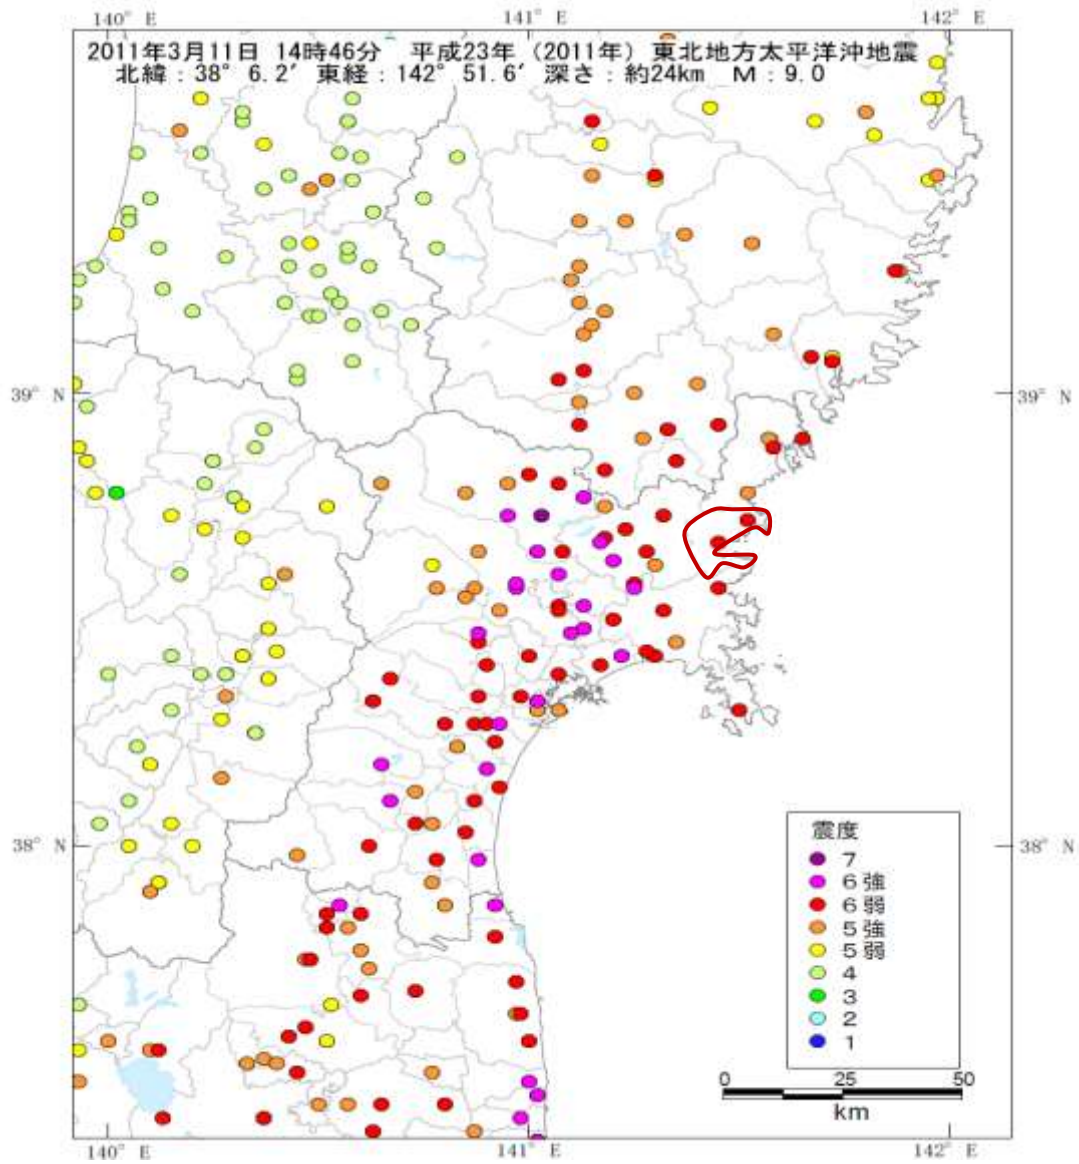 140° E 141° E 142° E
2011年3月11日 14時46分 平成23年（2011年）東北地方太平洋沖地震
北緯：38° 6.2′ 東経：142° 51.6′ 深さ：約24km M：9.0
39° N 39° N
38° N 38° N
震度
7
6強
6弱
5強
5弱
4
3
2
1
0 25 50
km
140° E 141° E 142° E